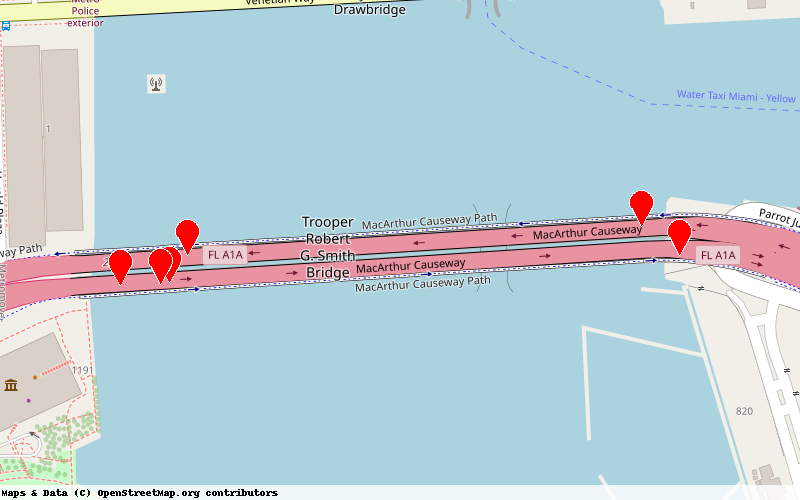 Metro
Police
exterior
Venetian Way
Drawbridge
Water Taxi Miami - Yellow
1
Trooper
Robert
G. Smith
Bridge
MacArthur Causeway Path
MacArthur Causeway
Parrot Ju
way Path
2
FL A1A
FL A1A
MacArthur Causeway
MacArthur Causeway Path
1191
820
Maps & Data (C) OpenStreetMap.org contributors